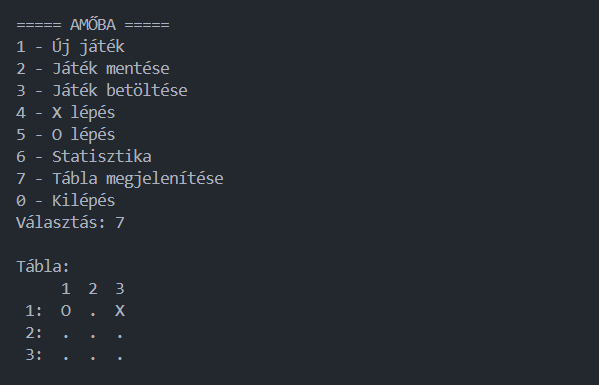 ===== AMŐBA =====
1 - Új játék
2 - Játék mentése
3 - Játék betöltése
4 - X lépés
5 - O lépés
6 - Statisztika
7 - Tábla megjelenítése
0 - Kilépés
Választás: 7

Tábla:
     1  2  3
 1:  O  .  X
 2:  .  .  .
 3:  .  .  .